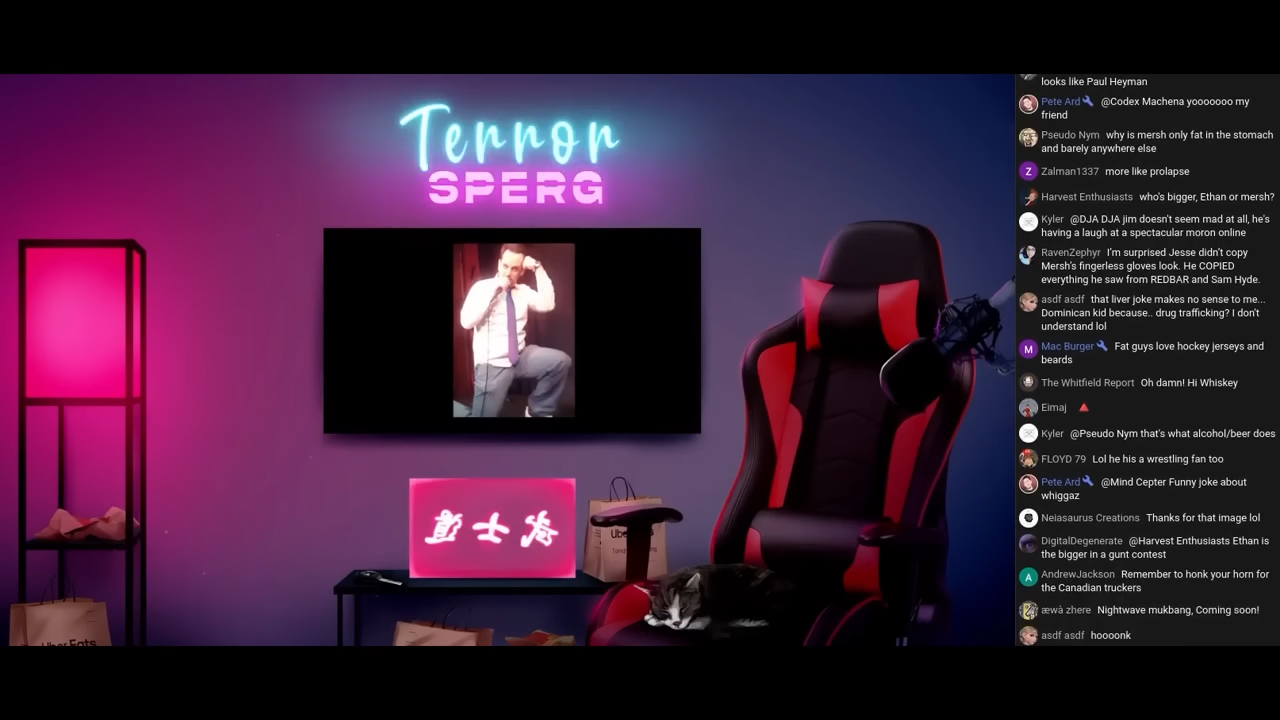 Terror
SPERG
道士武
Uber Eats
looks like Paul Heyman
Pete Ard @Codex Machena yooooooo my
friend
Pseudo Nym why is mersh only fat in the stomach
and barely anywhere else
Z Zalman1337 more like prolapse
Harvest Enthusiasts who's bigger, Ethan or mersh?
Kyler @DJA DJA jim doesn't seem mad at all, he's
having a laugh at a spectacular moron online
RavenZephyr I'm surprised Jesse didn't copy
Mersh's fingerless gloves look. He COPIED
everything he saw from REDBAR and Sam Hyde.
asdf asdf that liver joke makes no sense to me...
Dominican kid because.. drug trafficking? I don't
understand lol
M Mac Burger Fat guys love hockey jerseys and
beards
The Whitfield Report Oh damn! Hi Whiskey
Eimaj 🔺
Kyler @Pseudo Nym that's what alcohol/beer does
FLOYD 79 Lol he his a wrestling fan too
Pete Ard @Mind Cepter Funny joke about
whiggaz
Neiasaurus Creations Thanks for that image lol
DigitalDegenerate @Harvest Enthusiasts Ethan is
the bigger in a gunt contest
A AndrewJackson Remember to honk your horn for
the Canadian truckers
æwà zhere Nightwave mukbang, Coming soon!
asdf asdf hoooonk